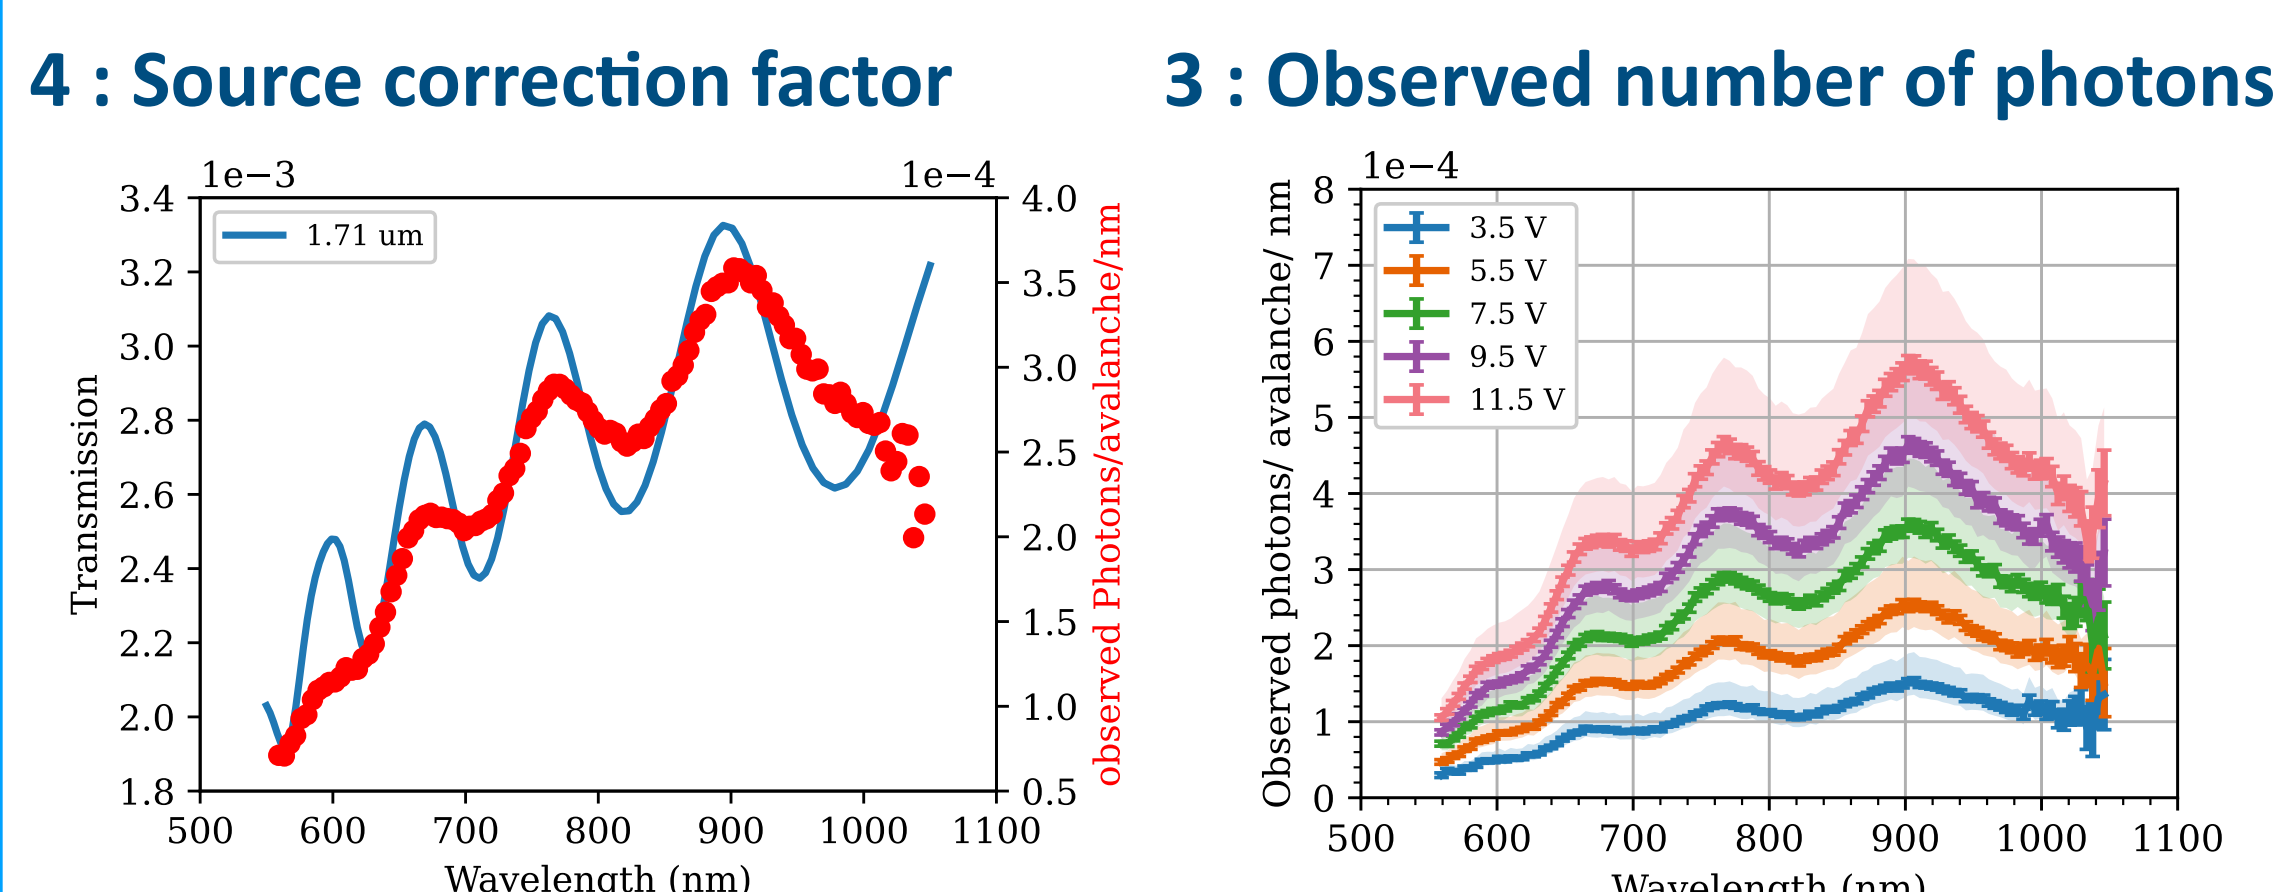 4 : Source correction factor
1e−3
1e−4
3.4
3.2
3.0
2.8
2.6
2.4
2.2
2.0
1.8
Transmission
1.71 um
4.0
3.5
3.0
2.5
2.0
1.5
1.0
0.5
observed Photons/avalanche/nm
500 600 700 800 900 1000 1100
Wavelength (nm)
3 : Observed number of photons
1e−4
8
7
6
5
4
3
2
1
0
Observed photons/ avalanche/ nm
3.5 V
5.5 V
7.5 V
9.5 V
11.5 V
500 600 700 800 900 1000 1100
Wavelength (nm)